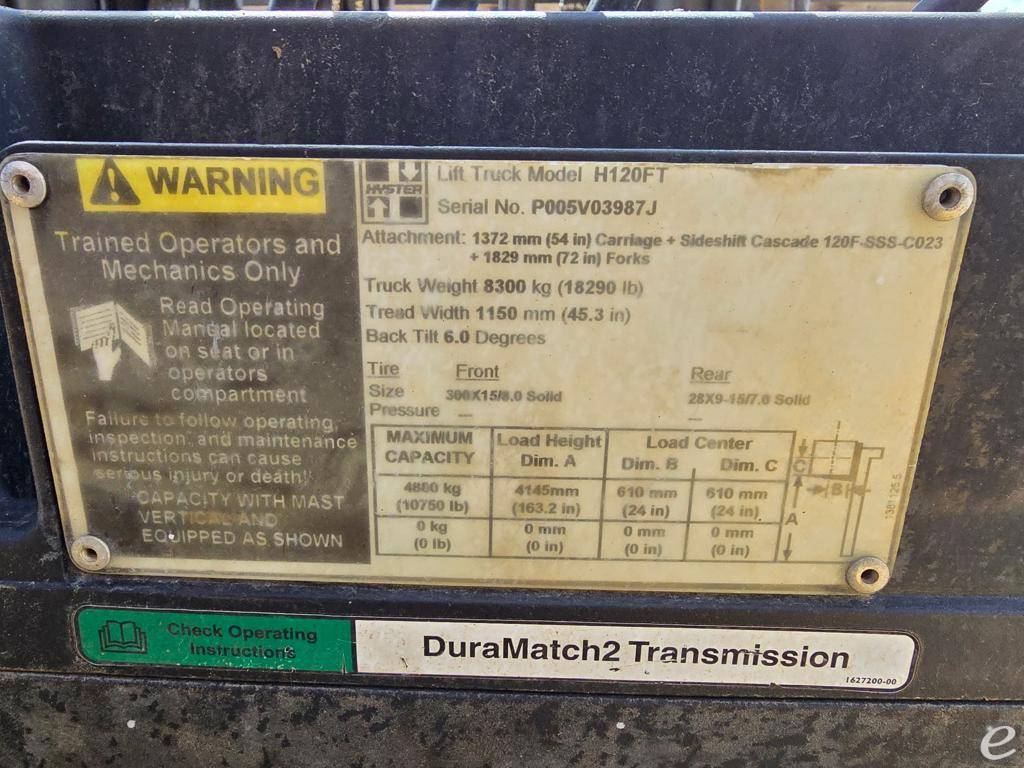 WARNING
Trained Operators and
Mechanics Only
Read Operating
Manual located
on seat or in
operators
compartment
Failure to follow operating,
inspection, and maintenance
instructions can cause
serious injury or death!
CAPACITY WITH MAST
VERTICAL AND
EQUIPPED AS SHOWN
HYSTER
Lift Truck Model H120FT
Serial No. P005V03987J
Attachment: 1372 mm (54 in) Carriage + Sideshift Cascade 120F-SSS-C023
+ 1829 mm (72 in) Forks
Truck Weight 8300 kg (18290 lb)
Tread Width 1150 mm (45.3 in)
Back Tilt 6.0 Degrees
Tire Front Rear
Size 300X15/8.0 Solid 28X9-15/7.0 Solid
Pressure — —
MAXIMUM CAPACITY Load Height Dim. A Load Center Dim. B Dim. C
4880 kg 4145mm 610 mm 610 mm
(10750 lb) (163.2 in) (24 in) (24 in)
0 kg 0 mm 0 mm 0 mm
(0 lb) (0 in) (0 in) (0 in)
C
B
A
Check Operating
Instructions
DuraMatch2 Transmission
1627200-00
e